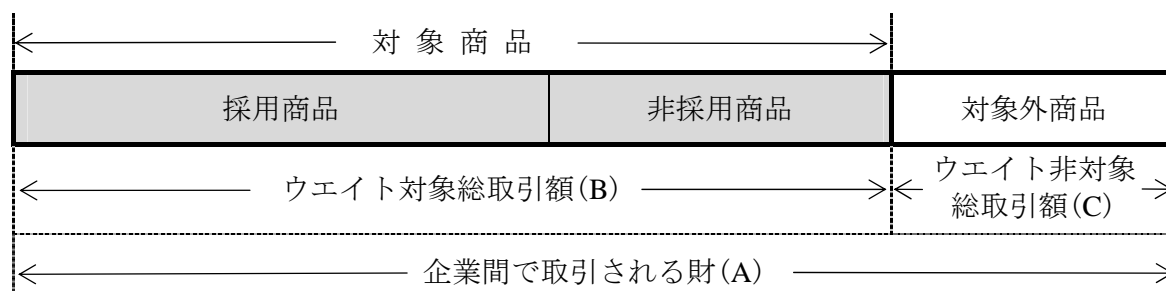 対 象 商 品
採用商品
非採用商品
対象外商品
ウエイト対象総取引額(B)
ウエイト非対象
総取引額(C)
企業間で取引される財(A)